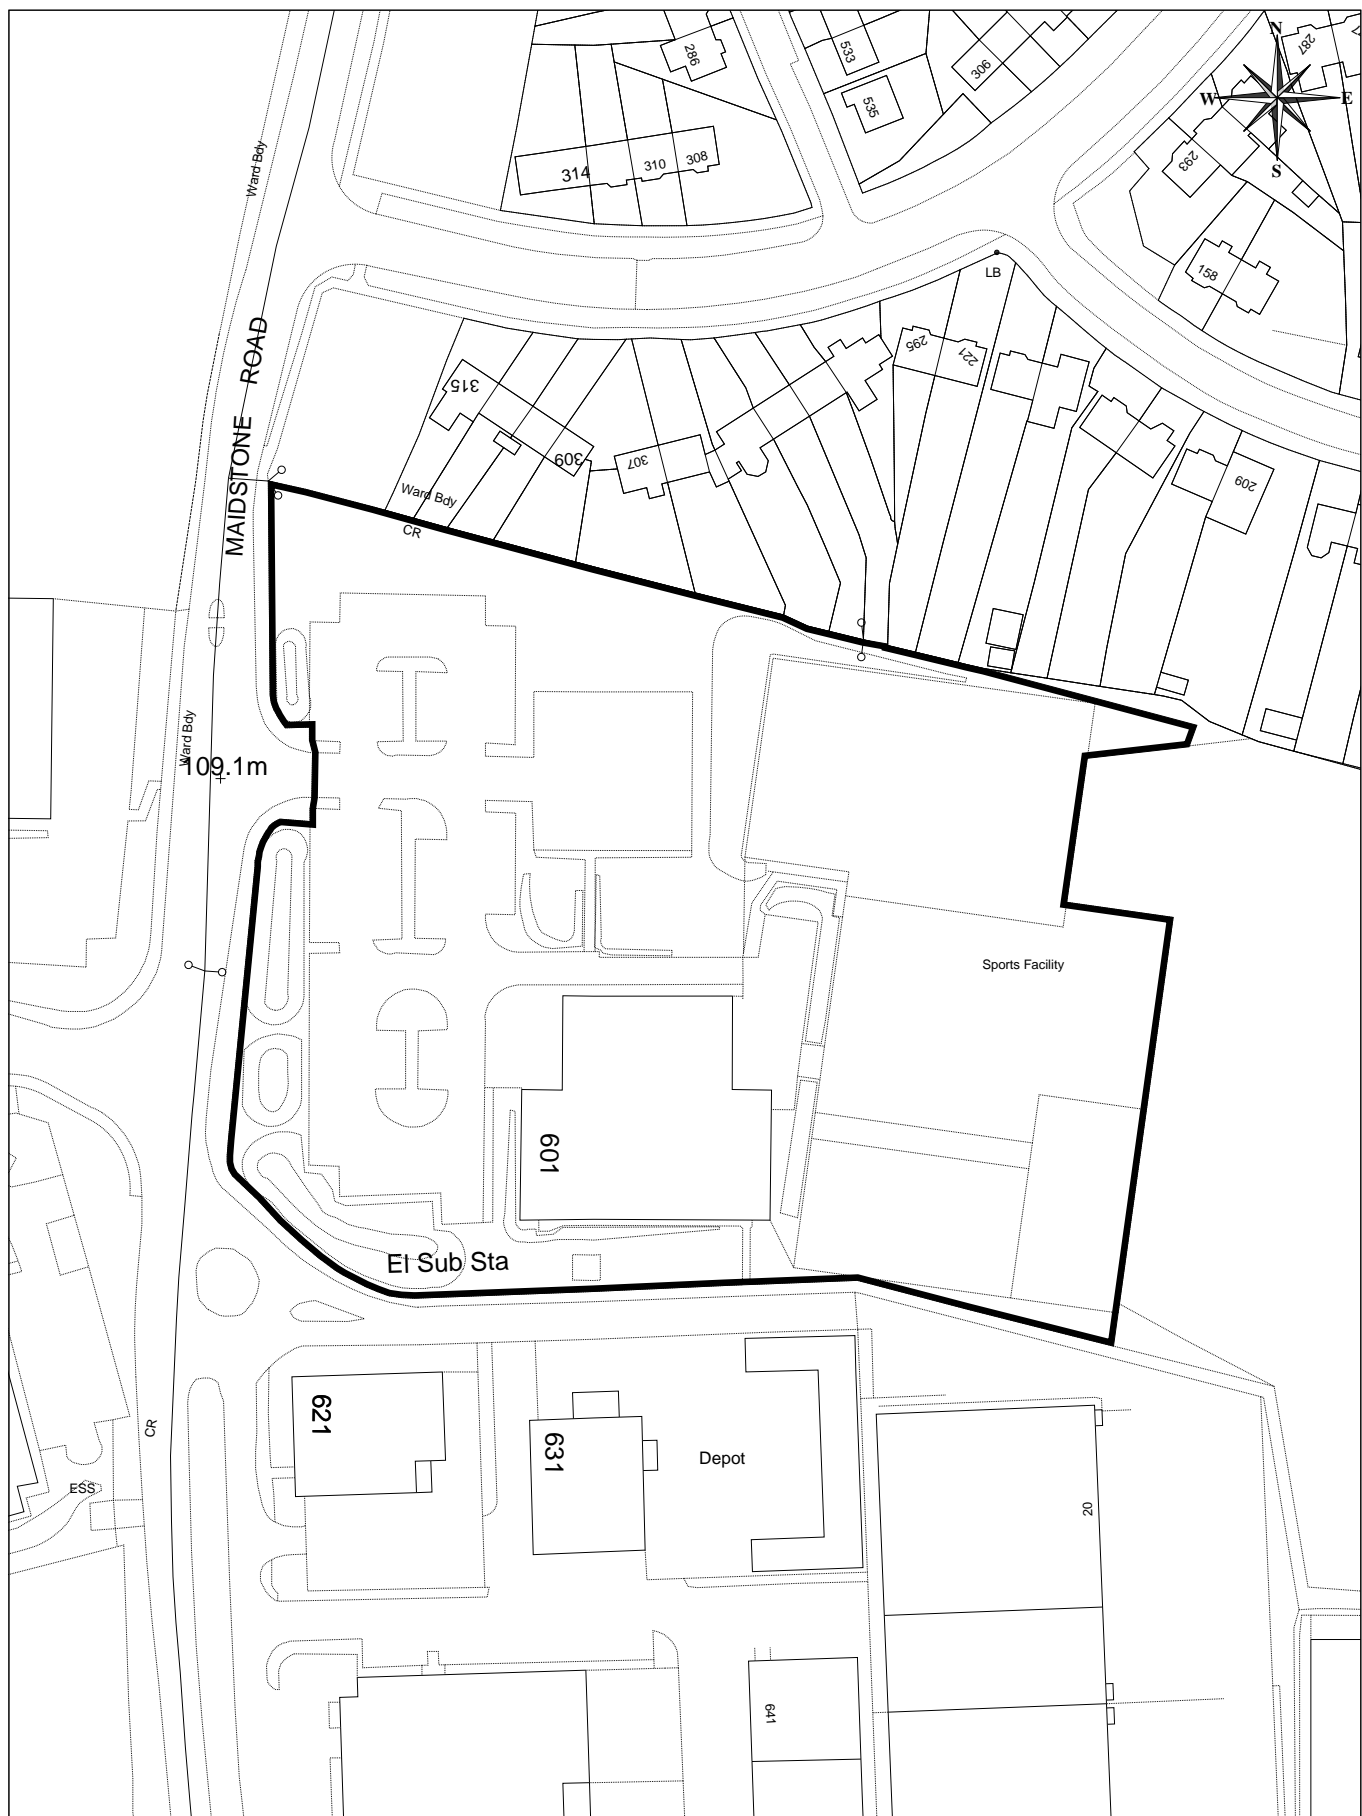 N
W
E
S
286
533
306
287
535
314
310
308
293
158
Ward Bdy
LB
MAIDSTONE ROAD
315
309
307
295
221
209
Ward Bdy
CR
Ward Bdy
109.1m
Sports Facility
601
El Sub Sta
621
631
Depot
CR
ESS
20
641